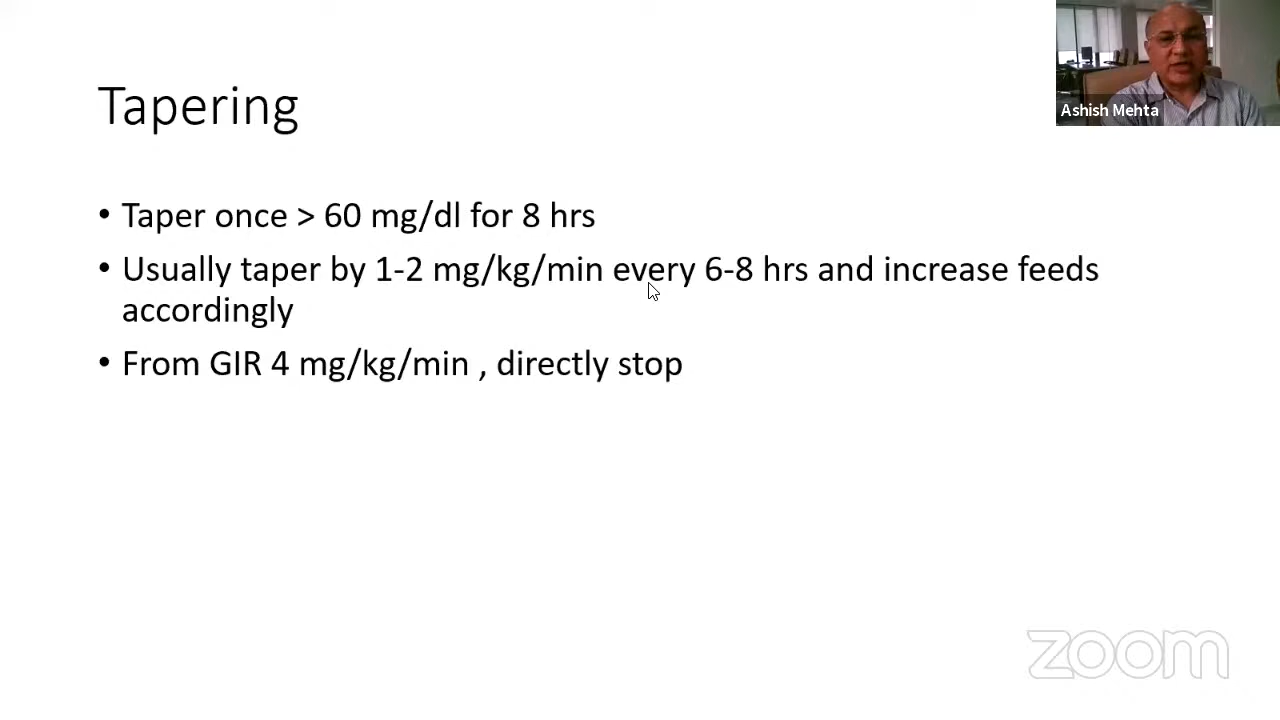 Ashish Mehta
Tapering
• Taper once > 60 mg/dl for 8 hrs
• Usually taper by 1-2 mg/kg/min every 6-8 hrs and increase feeds
accordingly
• From GIR 4 mg/kg/min , directly stop
zoom